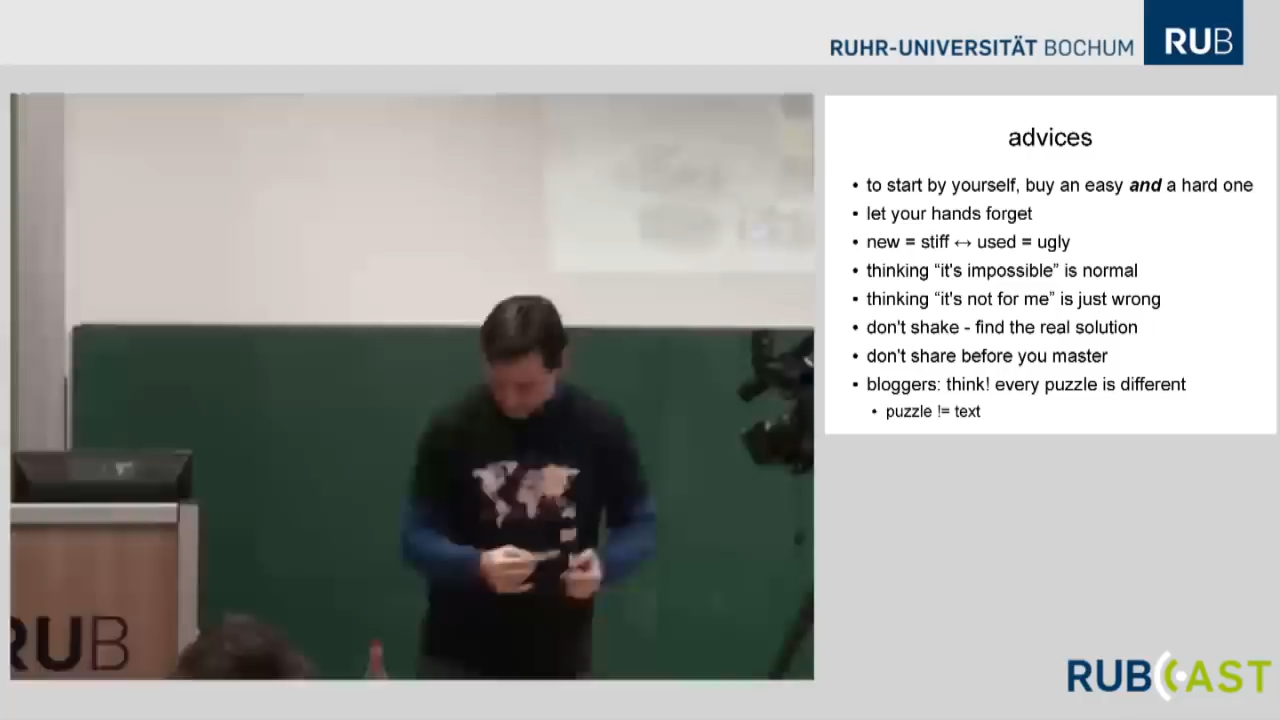 RUHR-UNIVERSITÄT BOCHUM RUB
advices
• to start by yourself, buy an easy and a hard one
• let your hands forget
• new = stiff ↔ used = ugly
• thinking “it's impossible” is normal
• thinking “it's not for me” is just wrong
• don't shake - find the real solution
• don't share before you master
• bloggers: think! every puzzle is different
• puzzle != text
RUB
RUBCAST